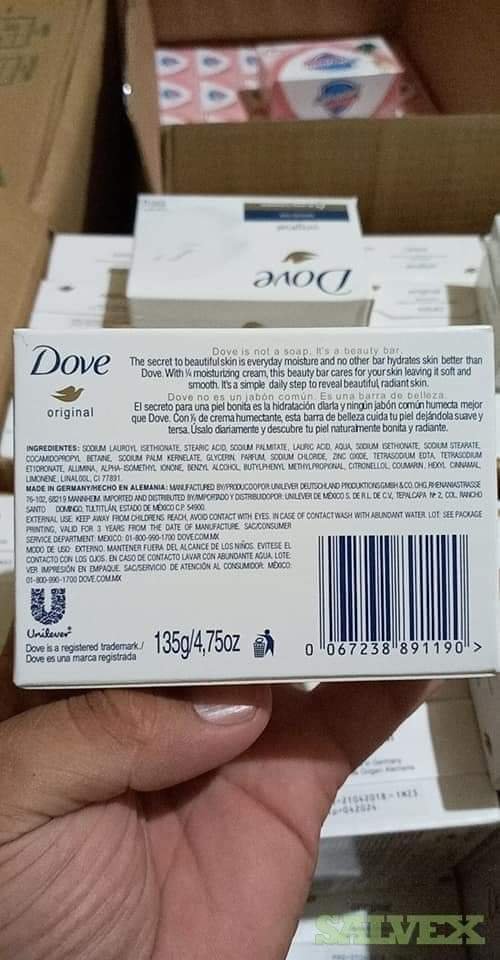 Dove
original
Dove is not a soap. It's a beauty bar.
The secret to beautiful skin is everyday moisture and no other bar hydrates skin better than
Dove. With ¼ moisturizing cream, this beauty bar cares for your skin leaving it soft and
smooth. It's a simple daily step to reveal beautiful, radiant skin.
Dove no es un jabón común. Es una barra de belleza.
El secreto para una piel bonita es la hidratación diaria y ningún jabón común humecta mejor
que Dove. Con ¼ de crema humectante, esta barra de belleza cuida tu piel dejándola suave y
tersa. Úsalo diariamente y descubre tu piel naturalmente bonita y radiante.
INGREDIENTES: SODIUM LAUROYL ISETHIONATE, STEARIC ACID, SODIUM PALMITATE, LAURIC ACID, AQUA, SODIUM ISETHIONATE, SODIUM STEARATE,
COCAMIDOPROPYL BETAINE, SODIUM PALM KERNELATE, GLYCERIN, PARFUM, SODIUM CHLORIDE, ZINC OXIDE, TETRASODIUM EDTA, TETRASODIUM
ETIDRONATE, ALUMINA, ALPHA-ISOMETHYL IONONE, BENZYL ALCOHOL, BUTYLPHENYL METHYLPROPIONAL, CITRONELLOL, COUMARIN, HEXYL CINNAMAL,
LIMONENE, LINALOOL, CI 77891.
MADE IN GERMANY/HECHO EN ALEMANIA: MANUFACTURED BY/PRODUCIDO POR: UNILEVER DEUTSCHLAND PRODUKTIONS GMBH & CO. OHG, RHENANIASTRASSE
76-102, 68219 MANNHEIM. IMPORTED AND DISTRIBUTED BY/IMPORTADO Y DISTRIBUIDO POR: UNILEVER DE MÉXICO S. DE R.L. DE C.V., TEPALCAPA Nº 2, COL. RANCHO
SANTO DOMINGO, TULTITLÁN, ESTADO DE MÉXICO C.P. 54900.
EXTERNAL USE. KEEP AWAY FROM CHILDRENS REACH, AVOID CONTACT WITH EYES. IN CASE OF CONTACT WASH WITH ABUNDANT WATER. LOT: SEE PACKAGE
PRINTING, VALID FOR 3 YEARS FROM THE DATE OF MANUFACTURE. SAC/CONSUMER
SERVICE DEPARTMENT: MEXICO: 01-800-990-1700 DOVE.COM.MX
MODO DE USO: EXTERNO. MANTENER FUERA DEL ALCANCE DE LOS NIÑOS. EVITESE EL
CONTACTO CON LOS OJOS. EN CASO DE CONTACTO LAVAR CON ABUNDANTE AGUA. LOTE:
VER IMPRESIÓN EN EMPAQUE. SAC/SERVICIO DE ATENCIÓN AL CONSUMIDOR: MÉXICO:
01-800-990-1700 DOVE.COM.MX
Unilever
Dove is a registered trademark./
Dove es una marca registrada
135g/4,75oz
0 067238 891190 >
Dove
original
SALVEX